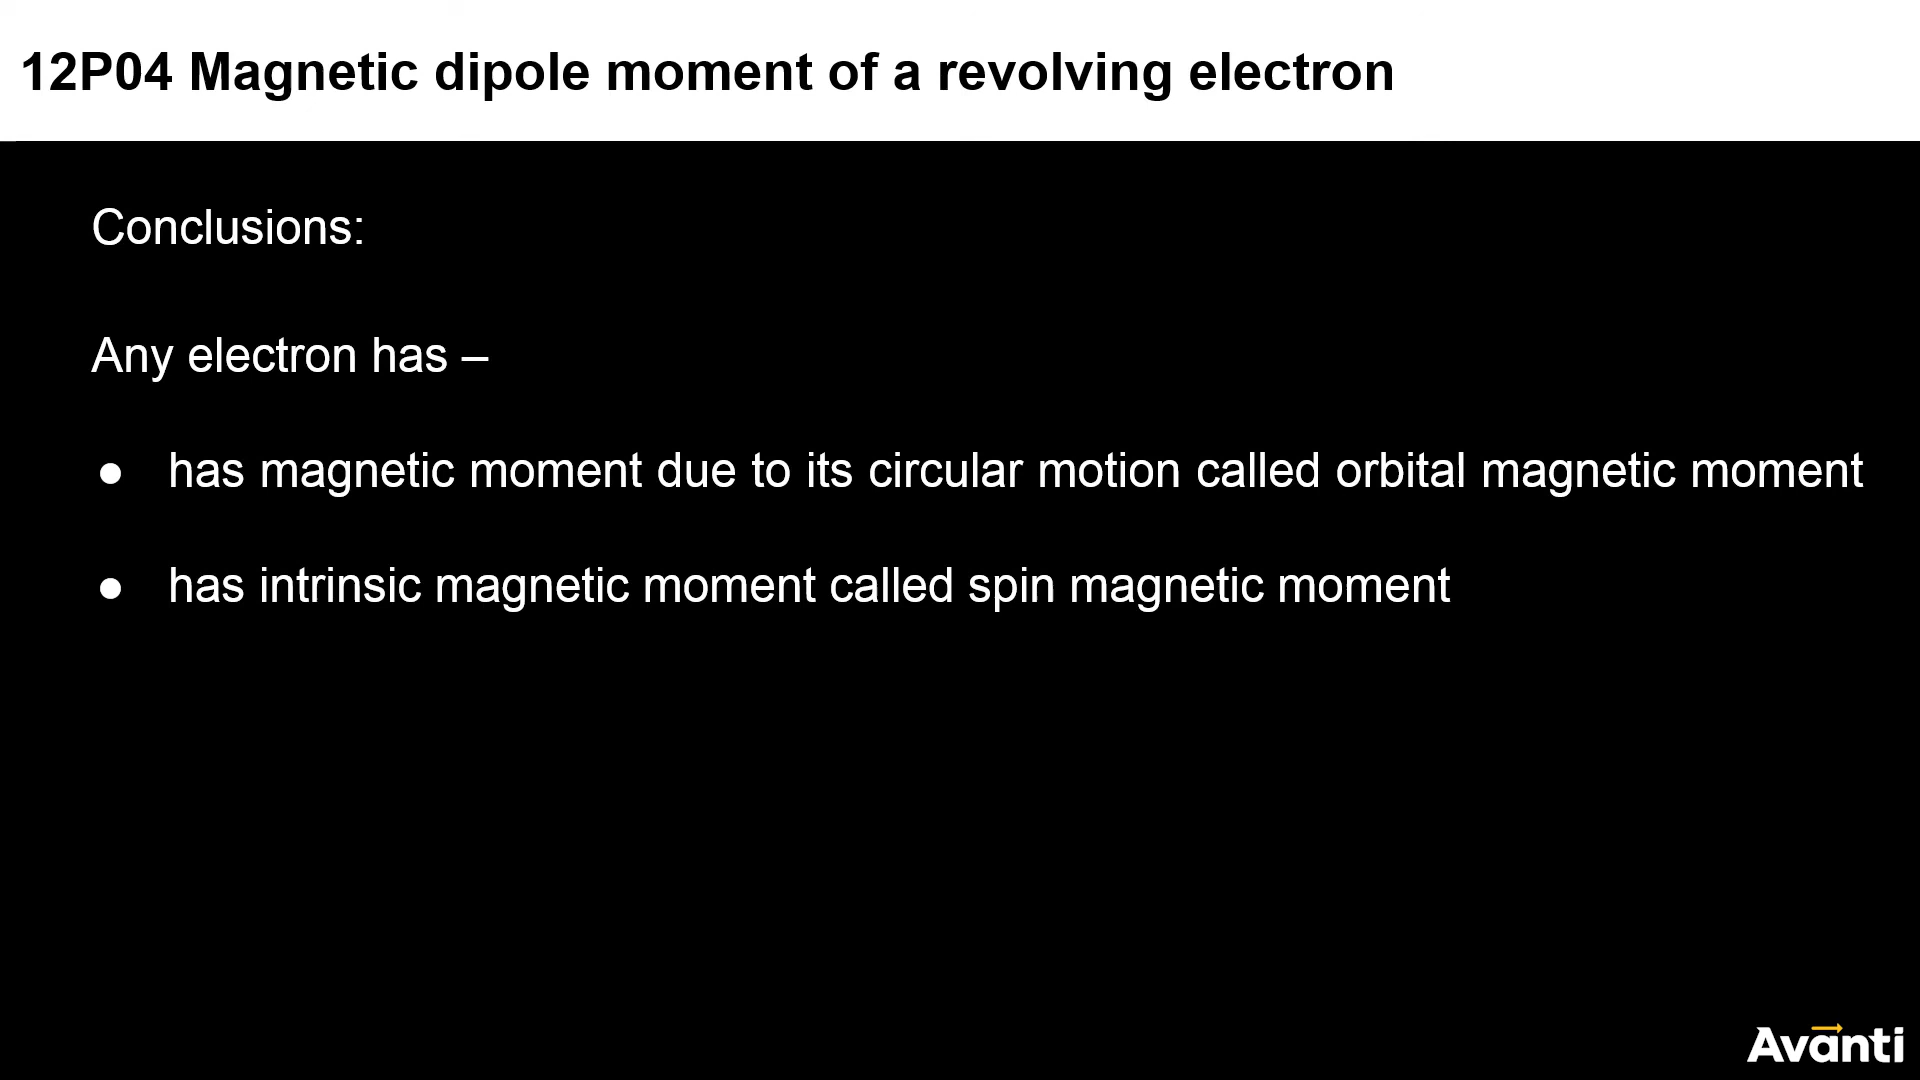 12P04 Magnetic dipole moment of a revolving electron
Conclusions:
Any electron has –
● has magnetic moment due to its circular motion called orbital magnetic moment
● has intrinsic magnetic moment called spin magnetic moment
Avanti